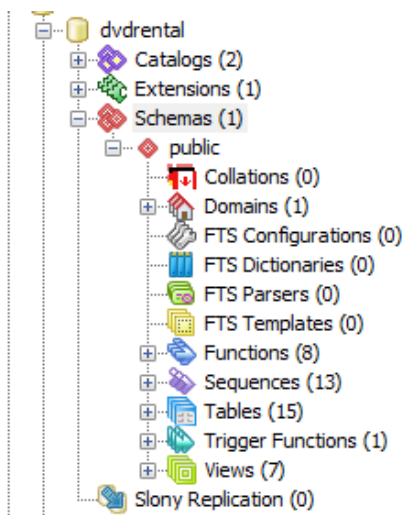 dvdrental
Catalogs (2)
Extensions (1)
Schemas (1)
public
Collations (0)
Domains (1)
FTS Configurations (0)
FTS Dictionaries (0)
FTS Parsers (0)
FTS Templates (0)
Functions (8)
Sequences (13)
Tables (15)
Trigger Functions (1)
Views (7)
Slony Replication (0)